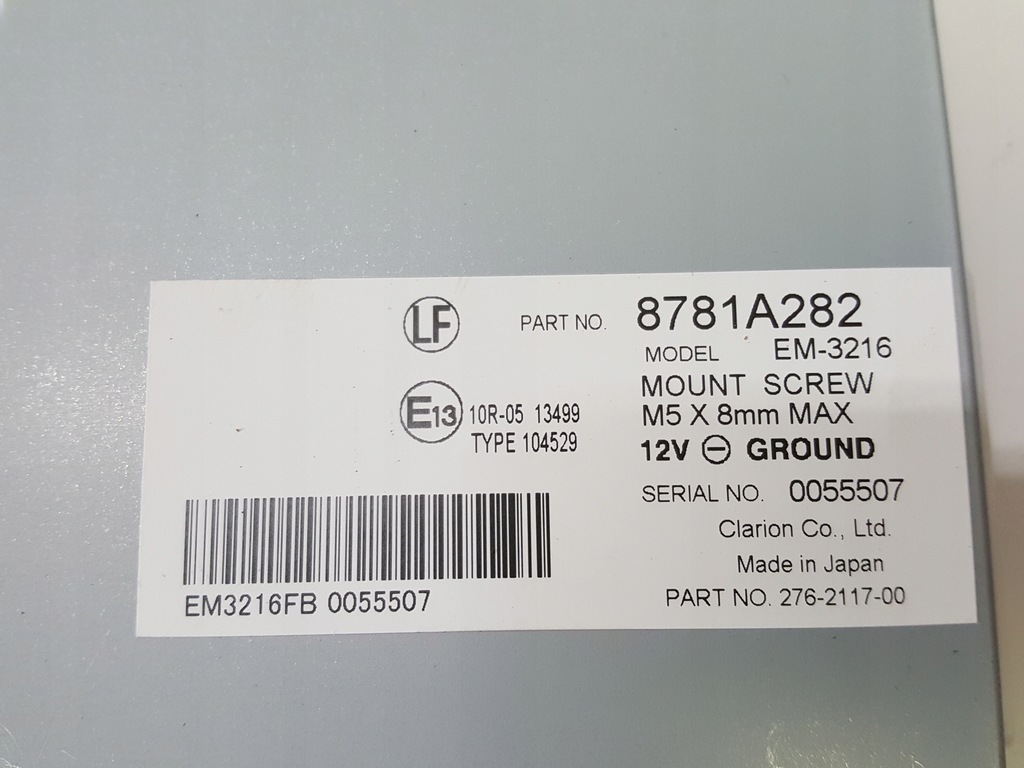 LF
PART NO. 8781A282
MODEL EM-3216
MOUNT SCREW
M5 X 8mm MAX
E13 10R-05 13499
TYPE 104529
12V ⊖ GROUND
SERIAL NO. 0055507
Clarion Co., Ltd.
Made in Japan
PART NO. 276-2117-00
EM3216FB 0055507